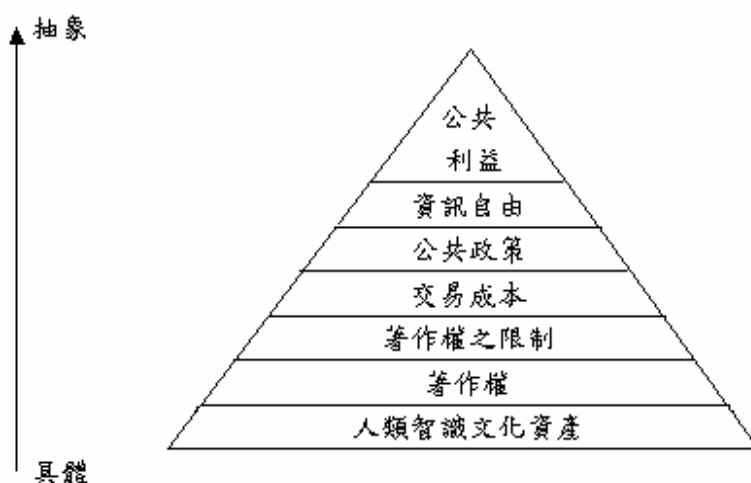 抽象
公共
利益
資訊自由
公共政策
交易成本
著作權之限制
著作權
人類智識文化資產
具體